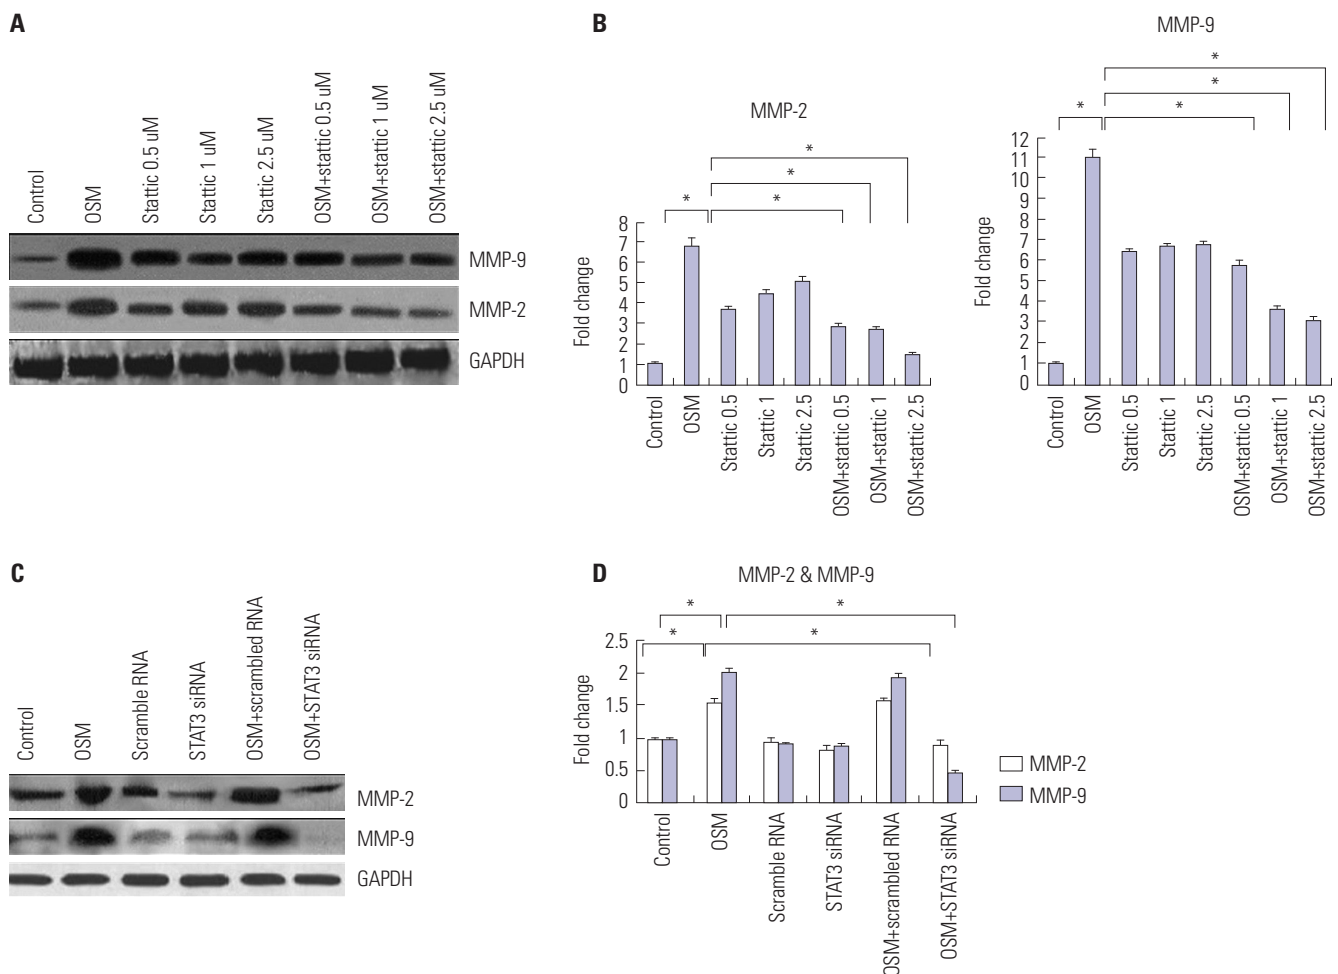 A
Control
OSM
Stattic 0.5 uM
Stattic 1 uM
Stattic 2.5 uM
OSM+stattic 0.5 uM
OSM+stattic 1 uM
OSM+stattic 2.5 uM
MMP-9
MMP-2
GAPDH
B
MMP-2
*
*
*
*
Fold change
8
7
6
5
4
3
2
1
0
Control
OSM
Stattic 0.5
Stattic 1
Stattic 2.5
OSM+stattic 0.5
OSM+stattic 1
OSM+stattic 2.5
MMP-9
*
*
*
*
Fold change
12
11
10
9
8
7
6
5
4
3
2
1
0
Control
OSM
Stattic 0.5
Stattic 1
Stattic 2.5
OSM+stattic 0.5
OSM+stattic 1
OSM+stattic 2.5
C
Control
OSM
Scramble RNA
STAT3 siRNA
OSM+scrambled RNA
OSM+STAT3 siRNA
MMP-2
MMP-9
GAPDH
D
MMP-2 & MMP-9
*
*
*
*
Fold change
2.5
2
1.5
1
0.5
0
Control
OSM
Scramble RNA
STAT3 siRNA
OSM+scrambled RNA
OSM+STAT3 siRNA
MMP-2
MMP-9